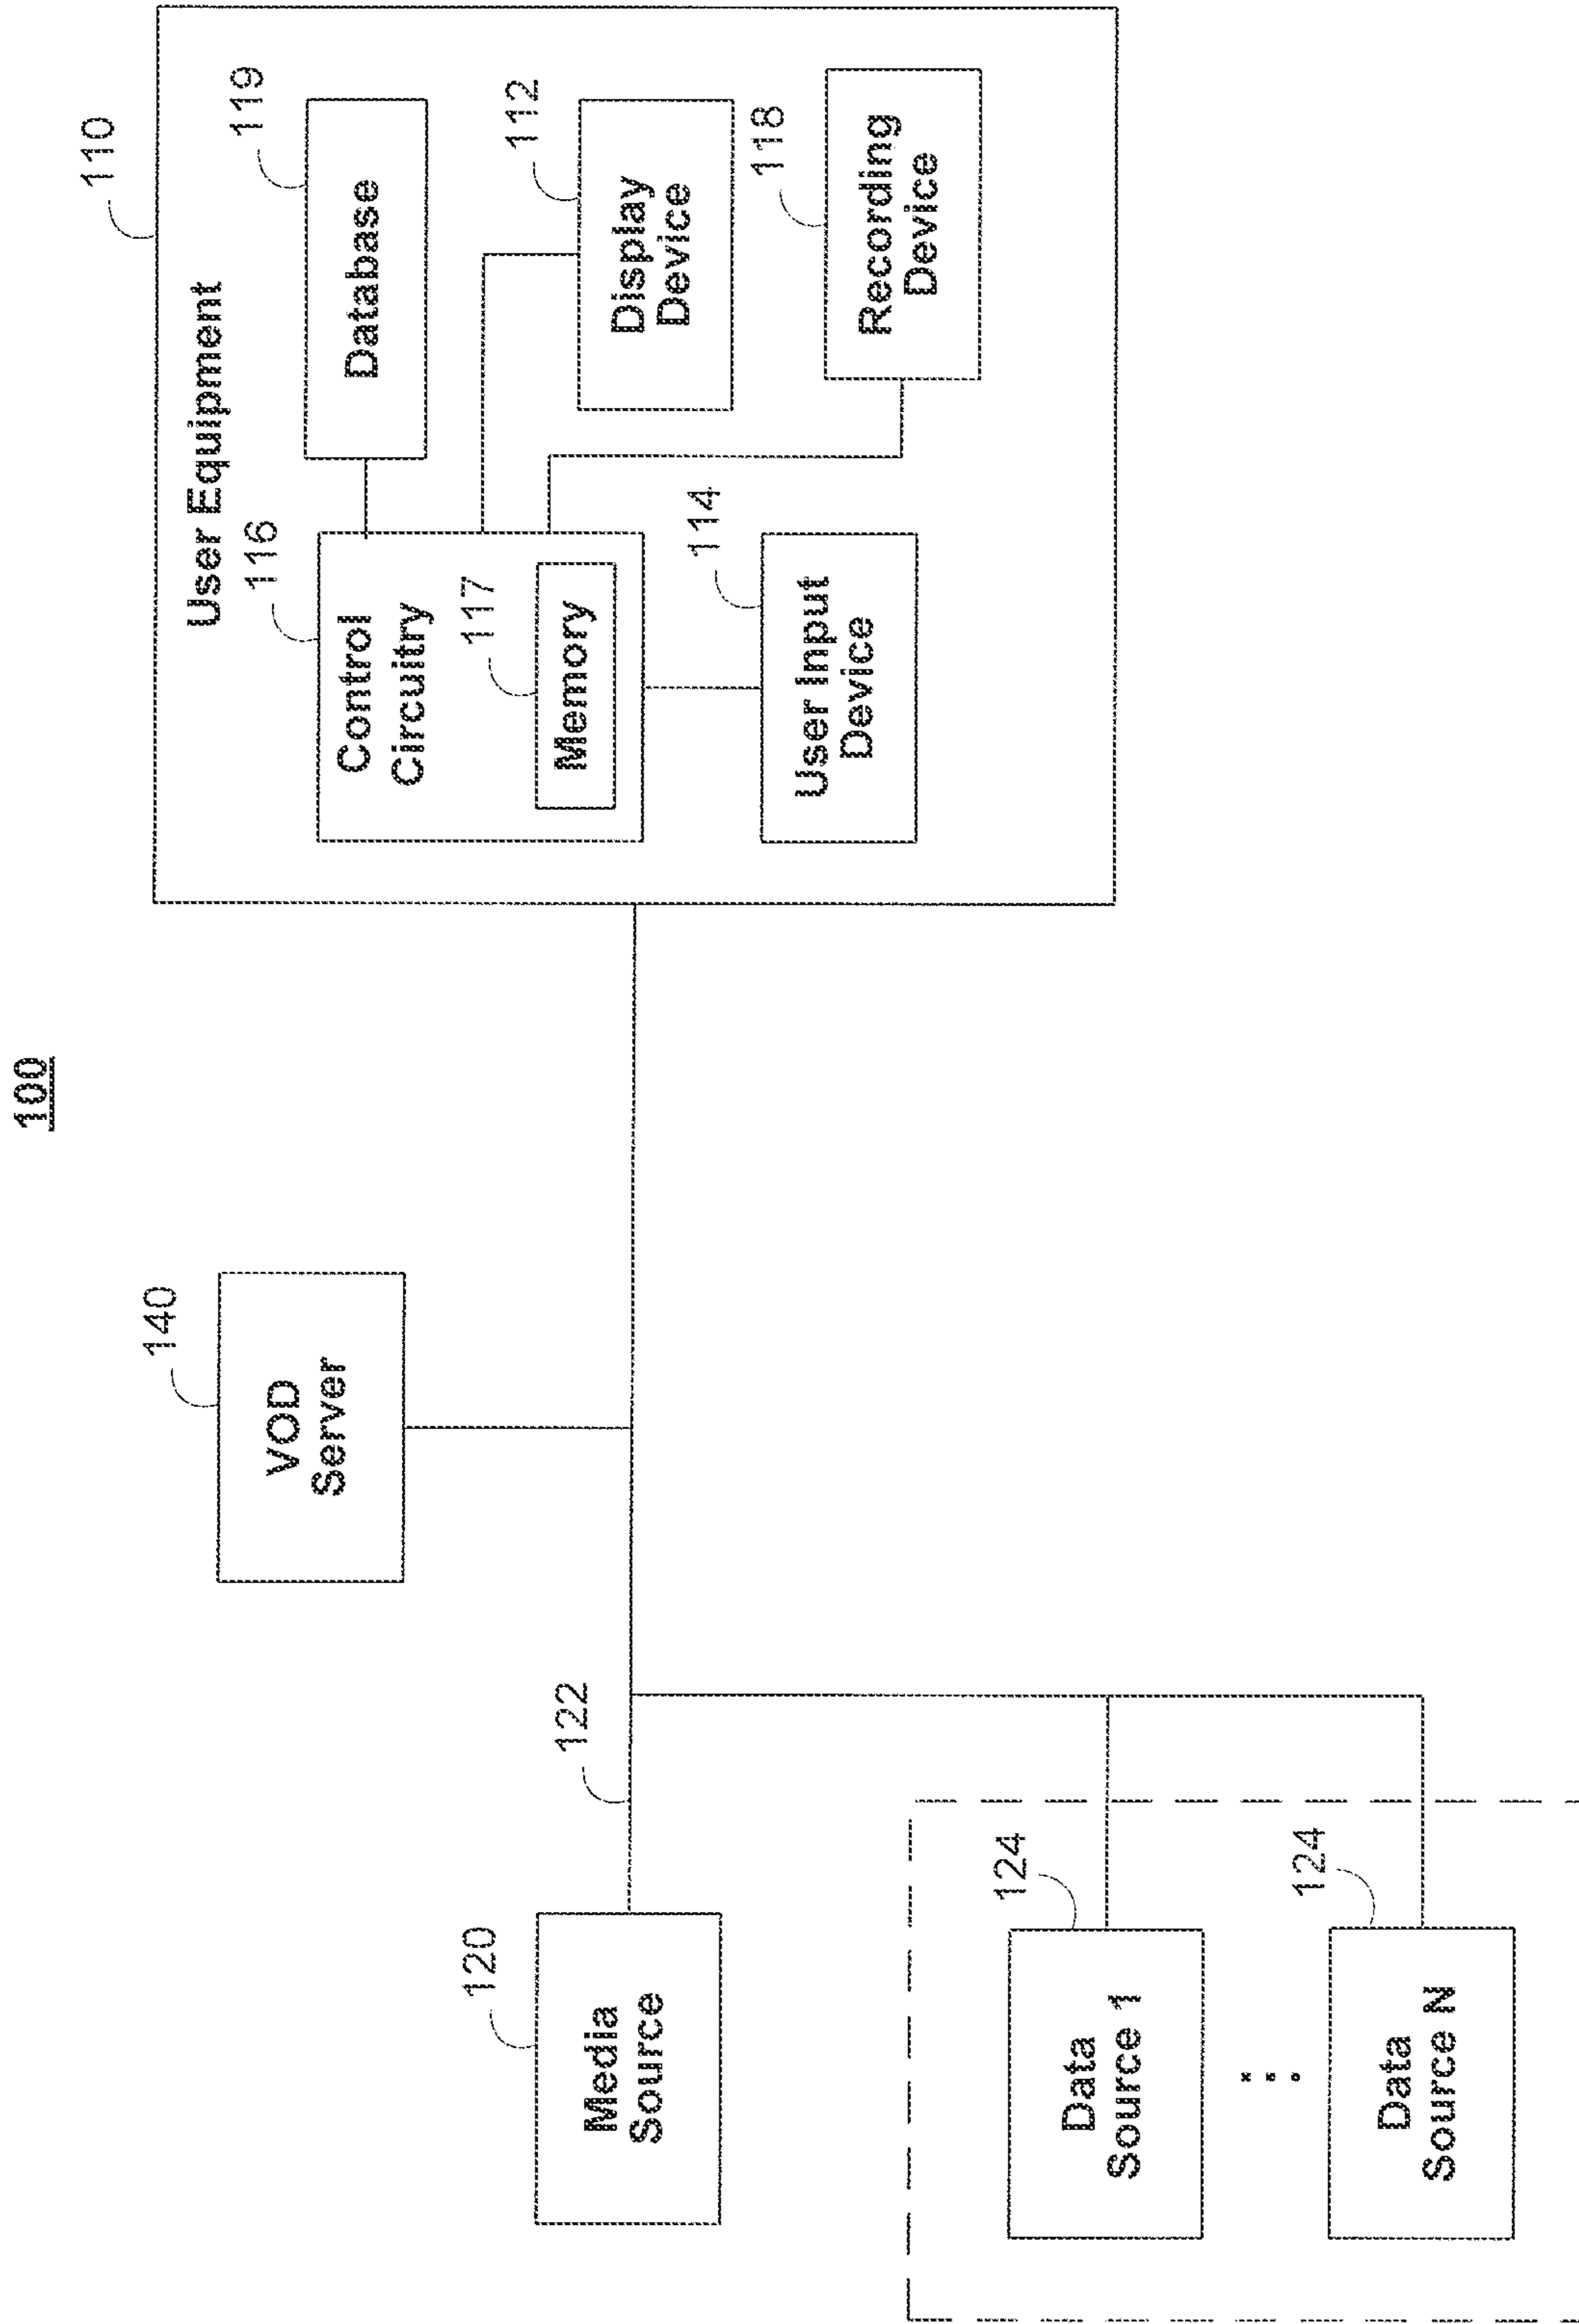 100
110
User Equipment
116
Control
Circuitry
117
Memory
119
Database
112
Display
Device
114
User Input
Device
118
Recording
Device
140
VOD
Server
122
120
Media
Source
124
Data
Source 1
124
Data
Source N